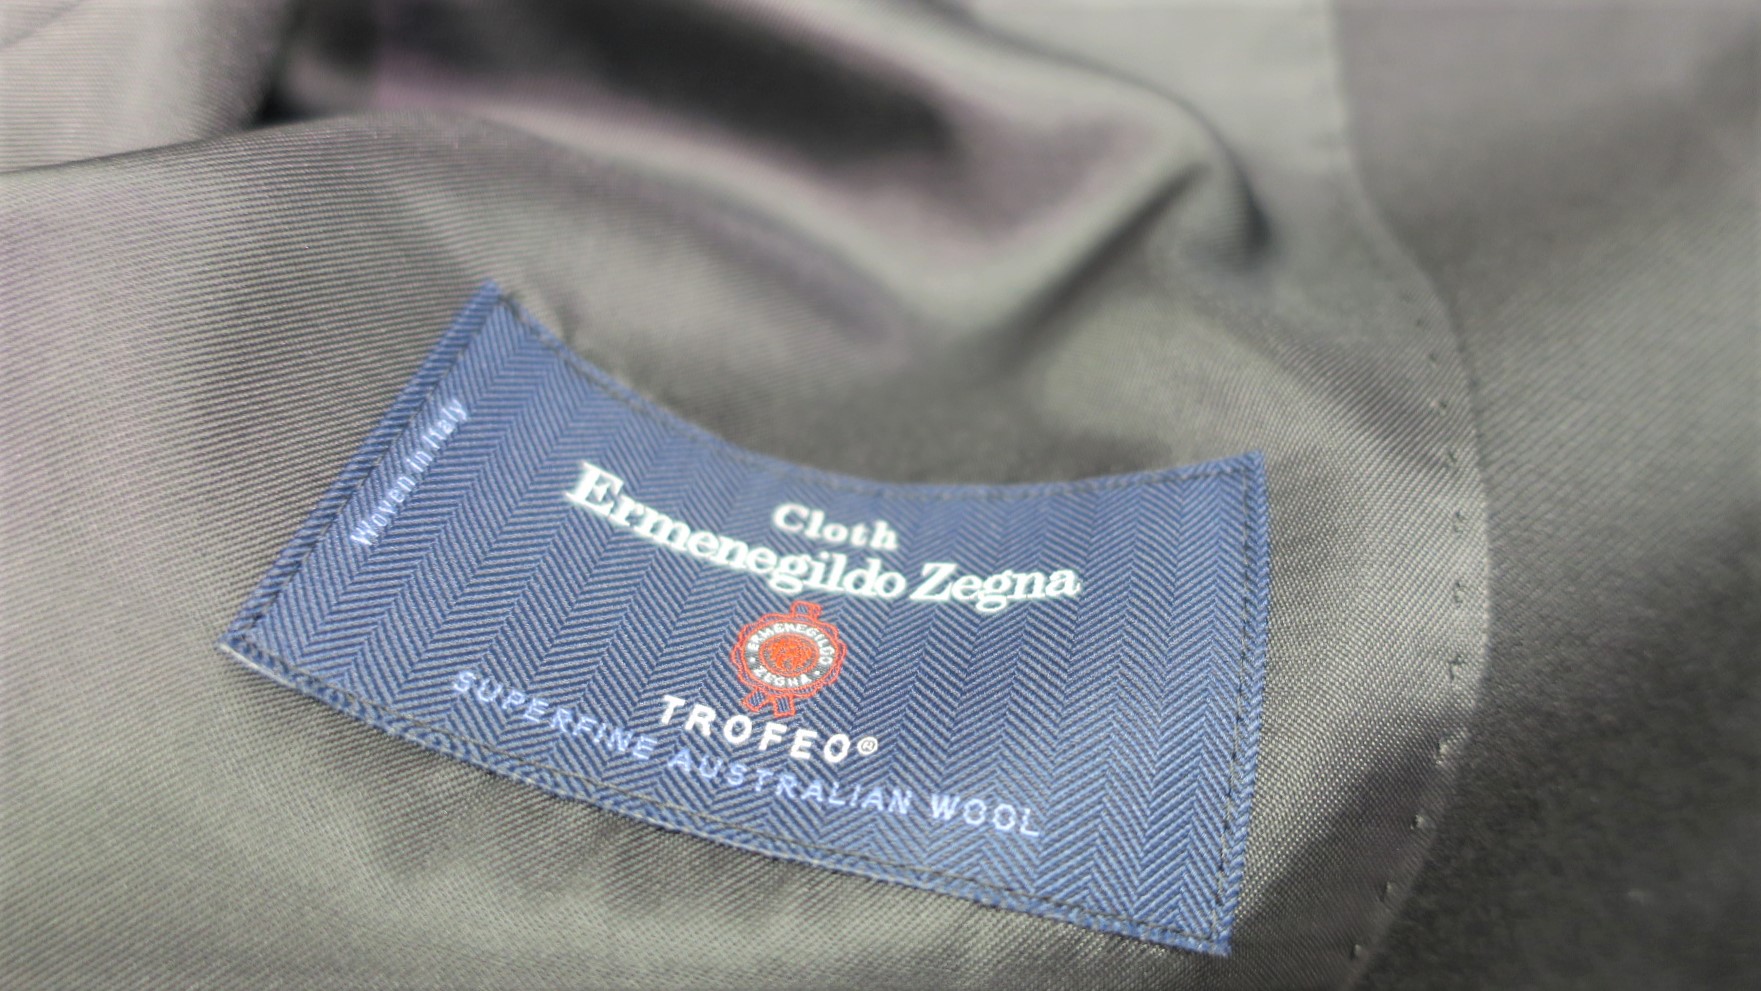 Woven in Italy
Cloth
Ermenegildo Zegna
ERMENEGILDO
ZEGNA
TROFEO®
SUPERFINE AUSTRALIAN WOOL